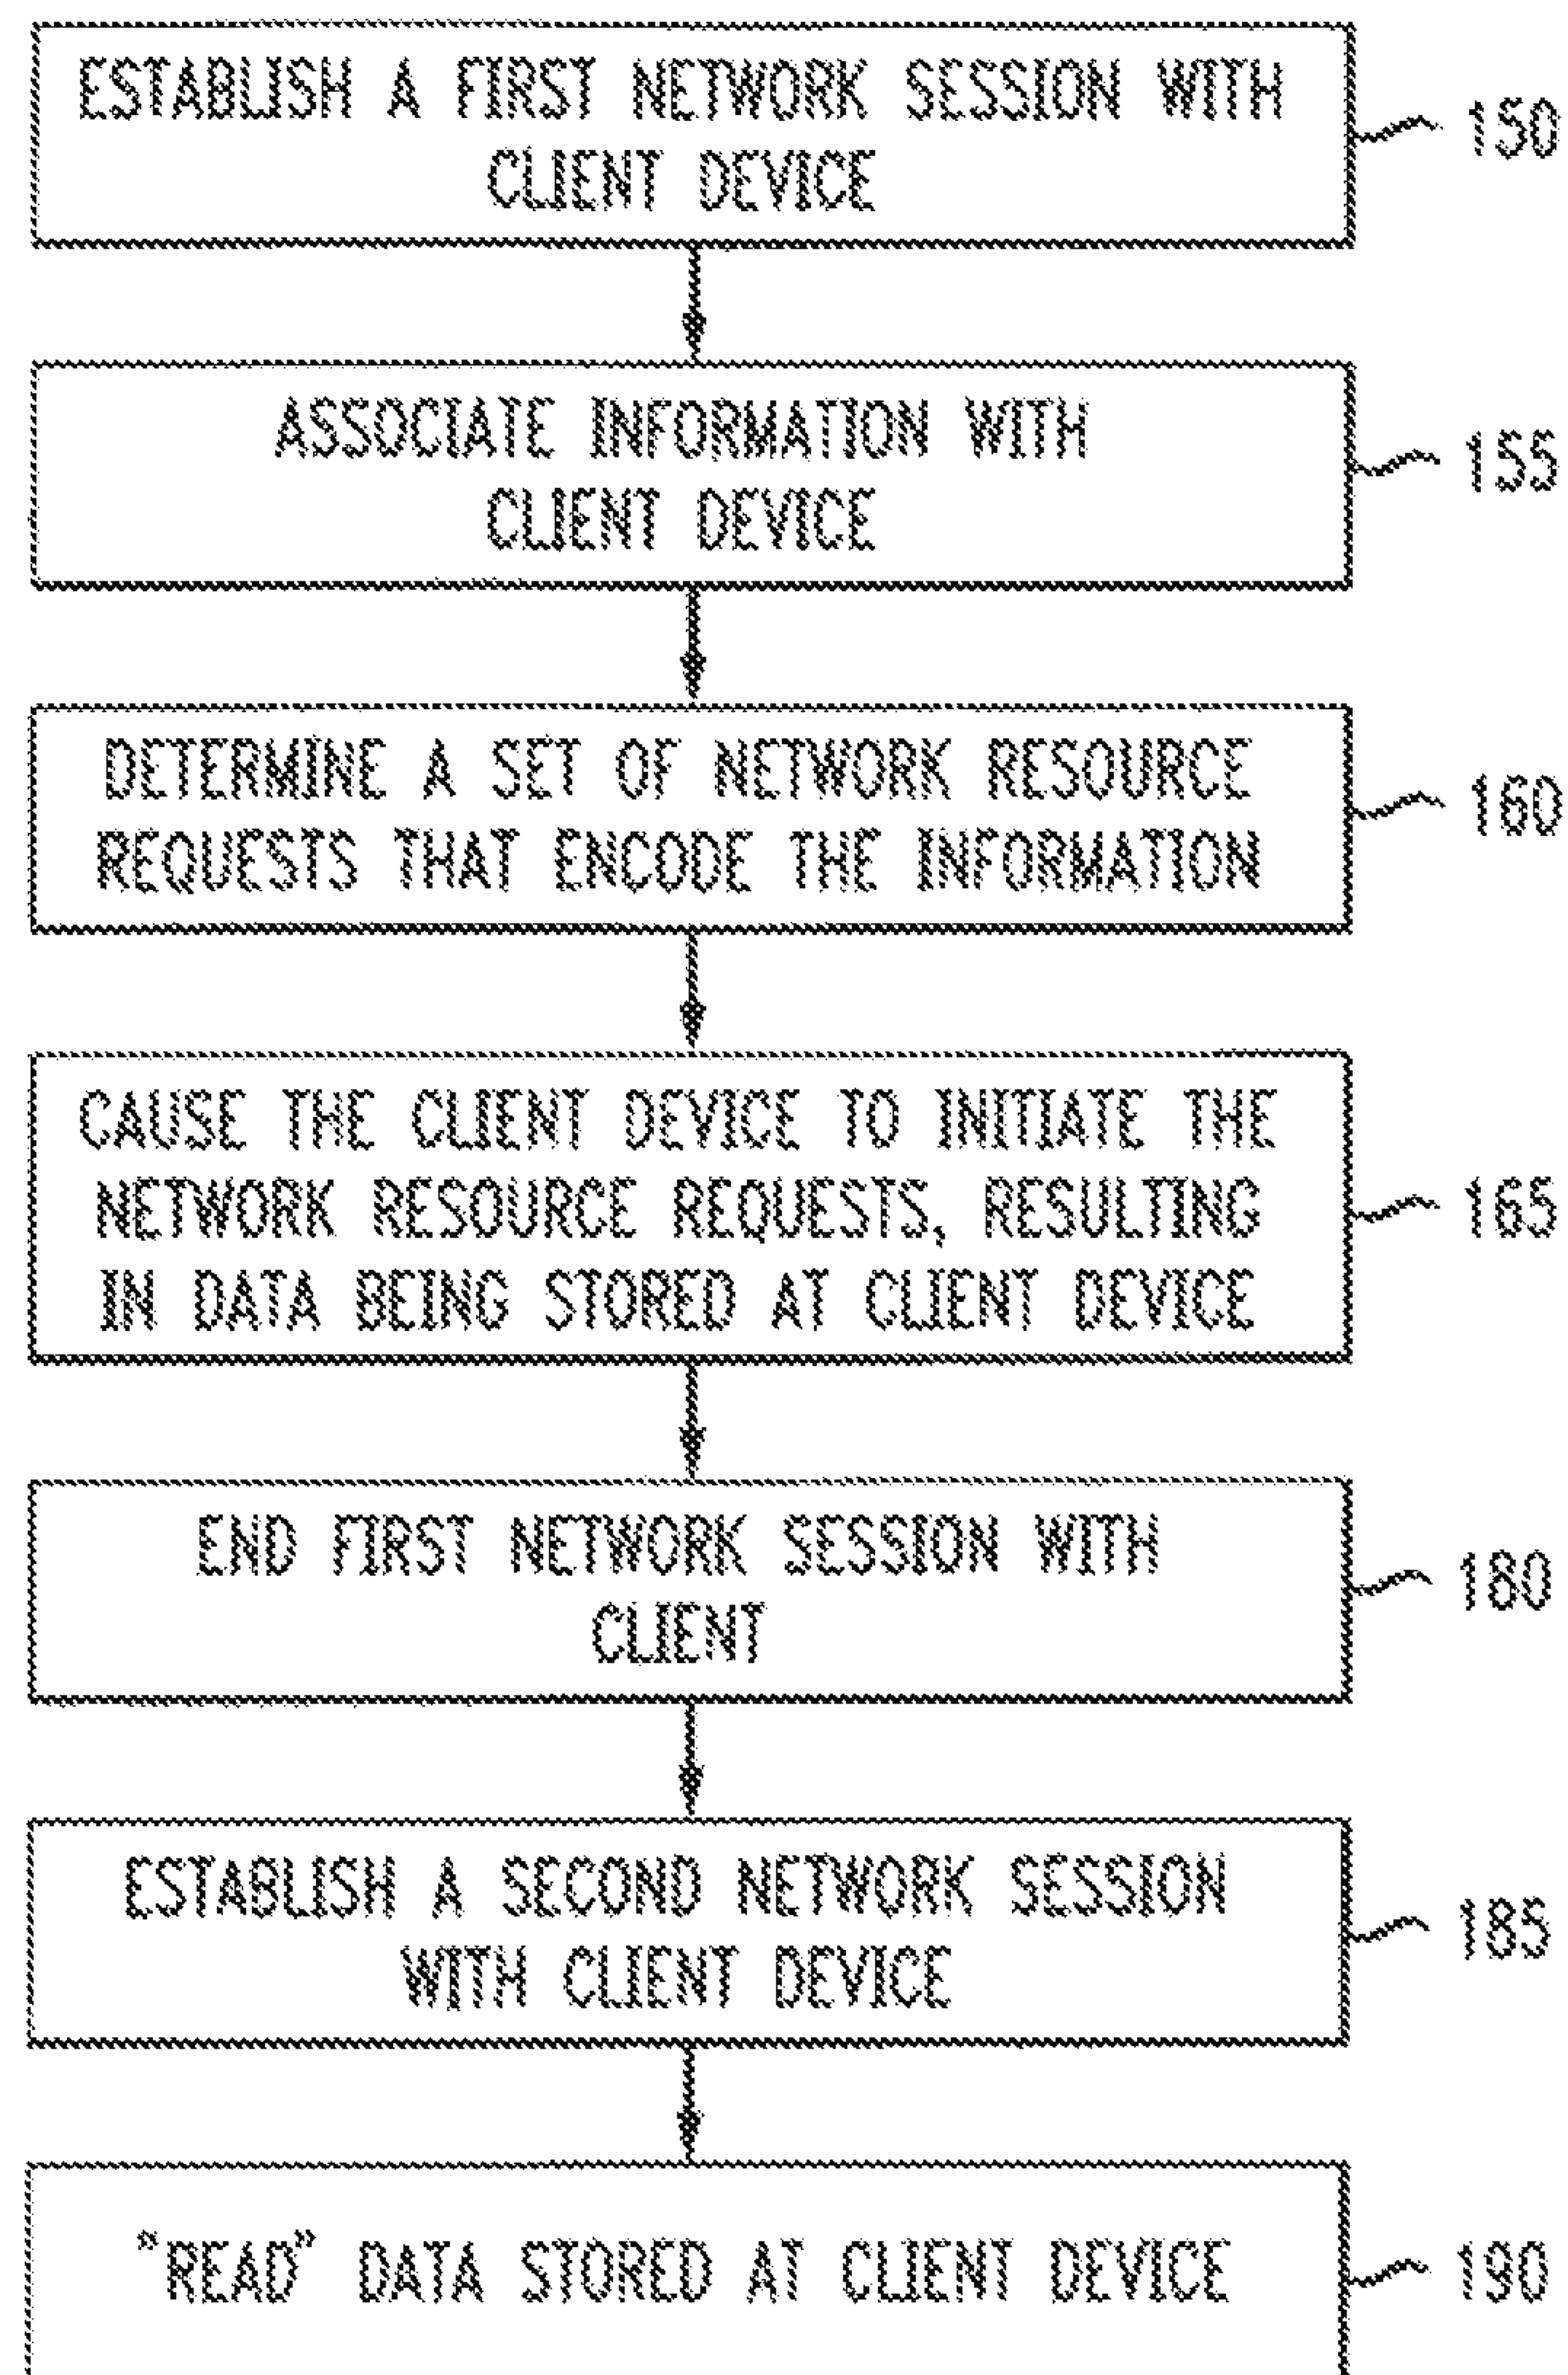 ESTABLISH A FIRST NETWORK SESSION WITH
CLIENT DEVICE
150
ASSOCIATE INFORMATION WITH
CLIENT DEVICE
155
DETERMINE A SET OF NETWORK RESOURCE
REQUESTS THAT ENCODE THE INFORMATION
160
CAUSE THE CLIENT DEVICE TO INITIATE THE
NETWORK RESOURCE REQUESTS, RESULTING
IN DATA BEING STORED AT CLIENT DEVICE
165
END FIRST NETWORK SESSION WITH
CLIENT
180
ESTABLISH A SECOND NETWORK SESSION
WITH CLIENT DEVICE
185
"READ" DATA STORED AT CLIENT DEVICE
190